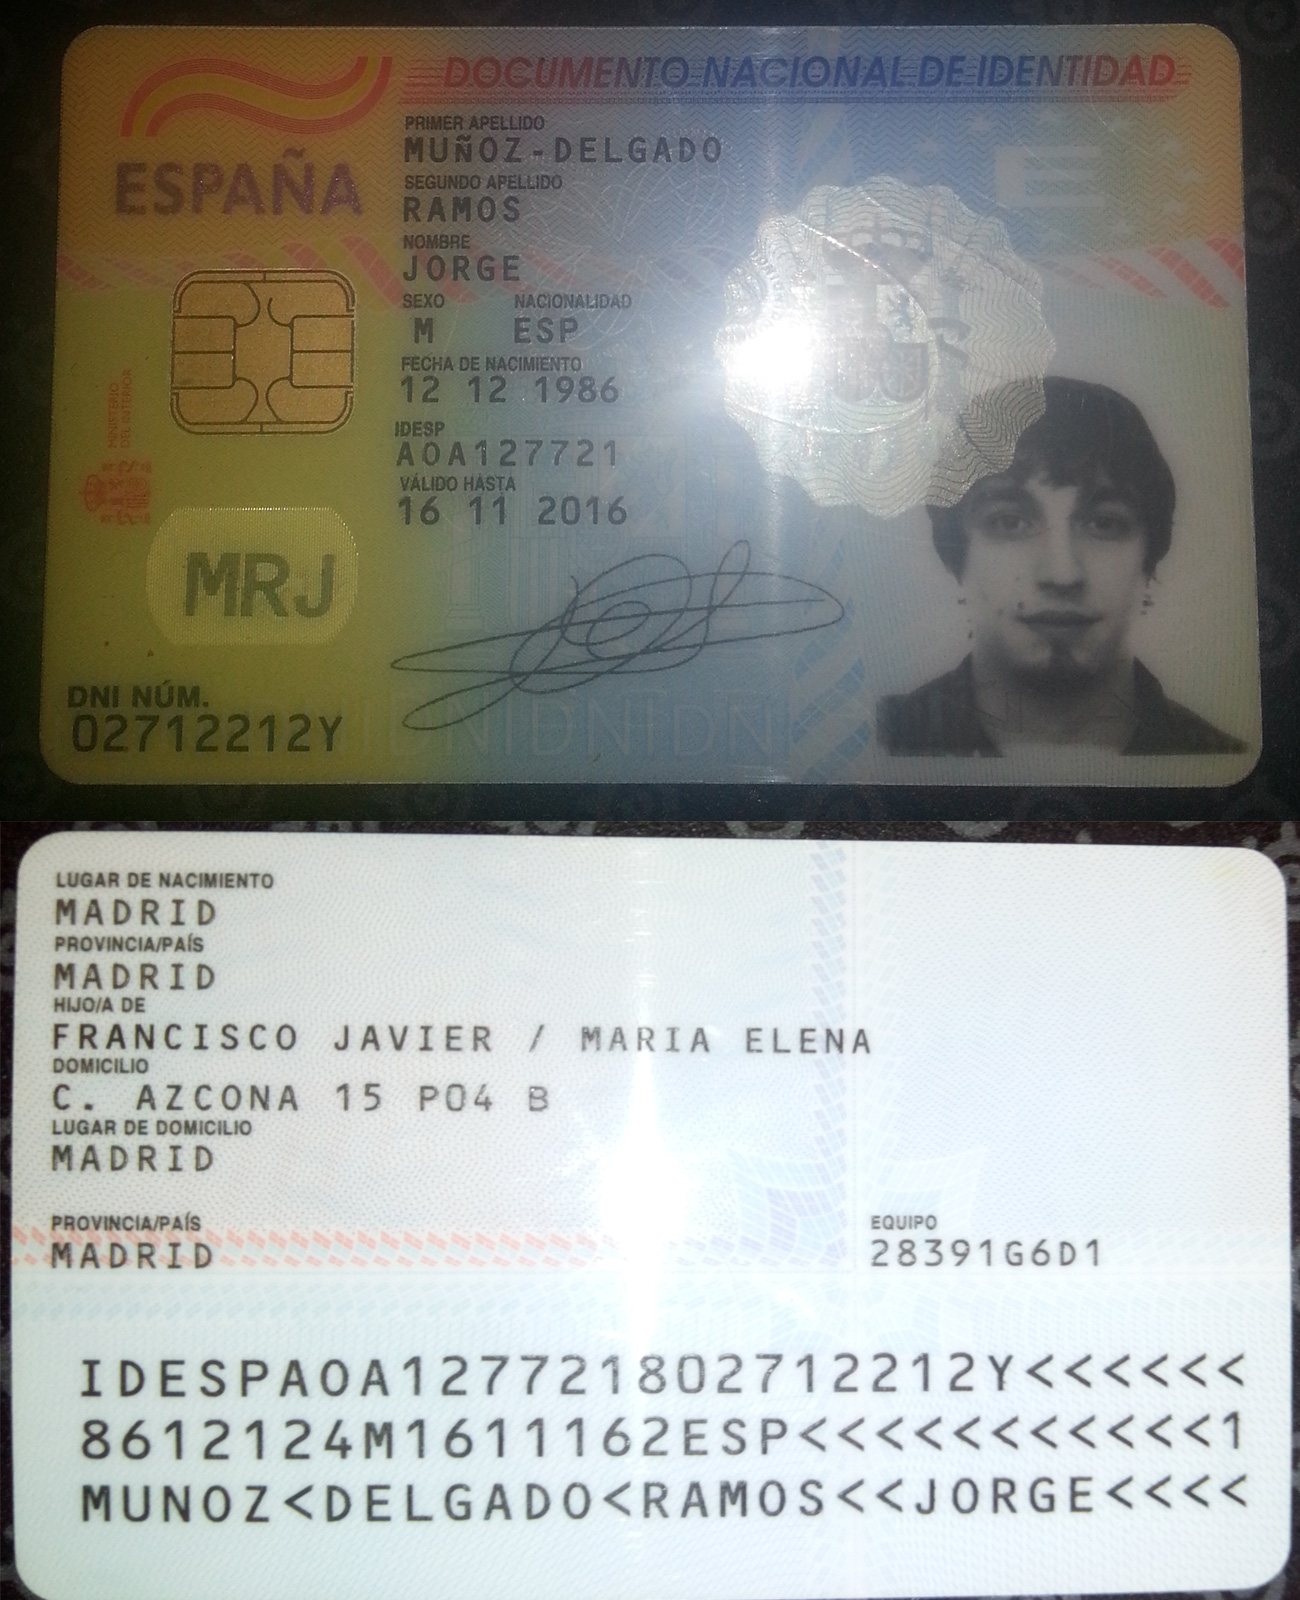 DOCUMENTO NACIONAL DE IDENTIDAD
ESPAÑA
PRIMER APELLIDO
MUÑOZ-DELGADO
SEGUNDO APELLIDO
RAMOS
NOMBRE
JORGE
SEXO NACIONALIDAD
M ESP
FECHA DE NACIMIENTO
12 12 1986
IDESP
AOA127721
VÁLIDO HASTA
16 11 2016
MINISTERIO
DEL INTERIOR
MRJ
DNI NÚM.
02712212Y
E
DNI DNI DNI
LUGAR DE NACIMIENTO
MADRID
PROVINCIA/PAÍS
MADRID
HIJO/A DE
FRANCISCO JAVIER / MARIA ELENA
DOMICILIO
C. AZCONA 15 P04 B
LUGAR DE DOMICILIO
MADRID
PROVINCIA/PAÍS
MADRID
EQUIPO
28391G6D1
IDESPAOA127721802712212Y<<<<<<
8612124M1611162ESP<<<<<<<<<<<1
MUNOZ<DELGADO<RAMOS<<JORGE<<<<